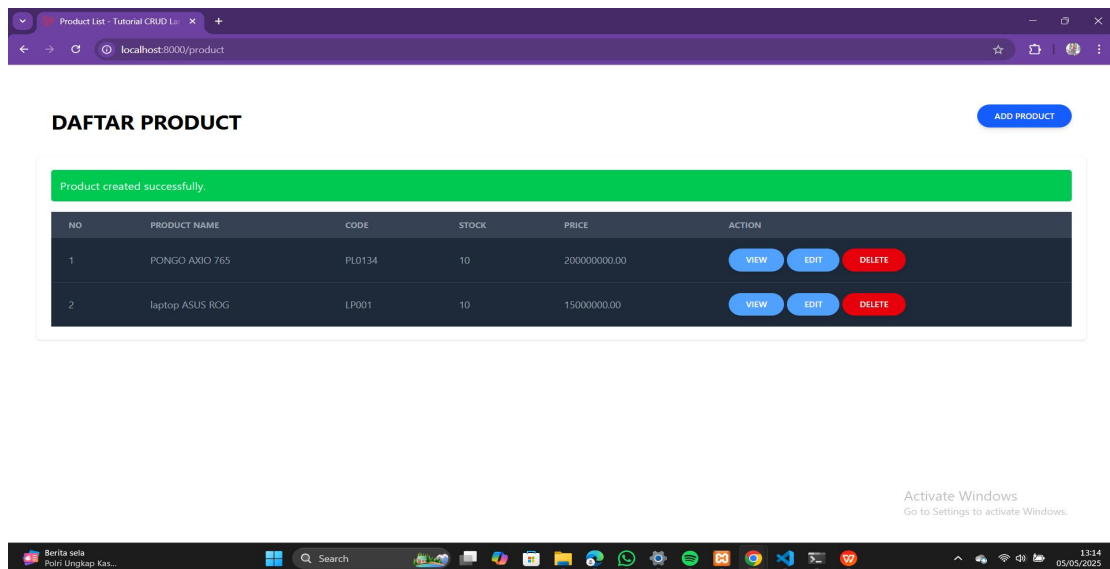 Product List - Tutorial CRUD La
localhost:8000/product
DAFTAR PRODUCT
ADD PRODUCT
Product created successfully.
NO PRODUCT NAME CODE STOCK PRICE ACTION
1 PONGO AXIO 765 PL0134 10 200000000.00 VIEW EDIT DELETE
2 laptop ASUS ROG LP001 10 15000000.00 VIEW EDIT DELETE
Activate Windows
Go to Settings to activate Windows.
Berita sela
Polri Ungkap Kas...
Search
13:14
05/05/2025